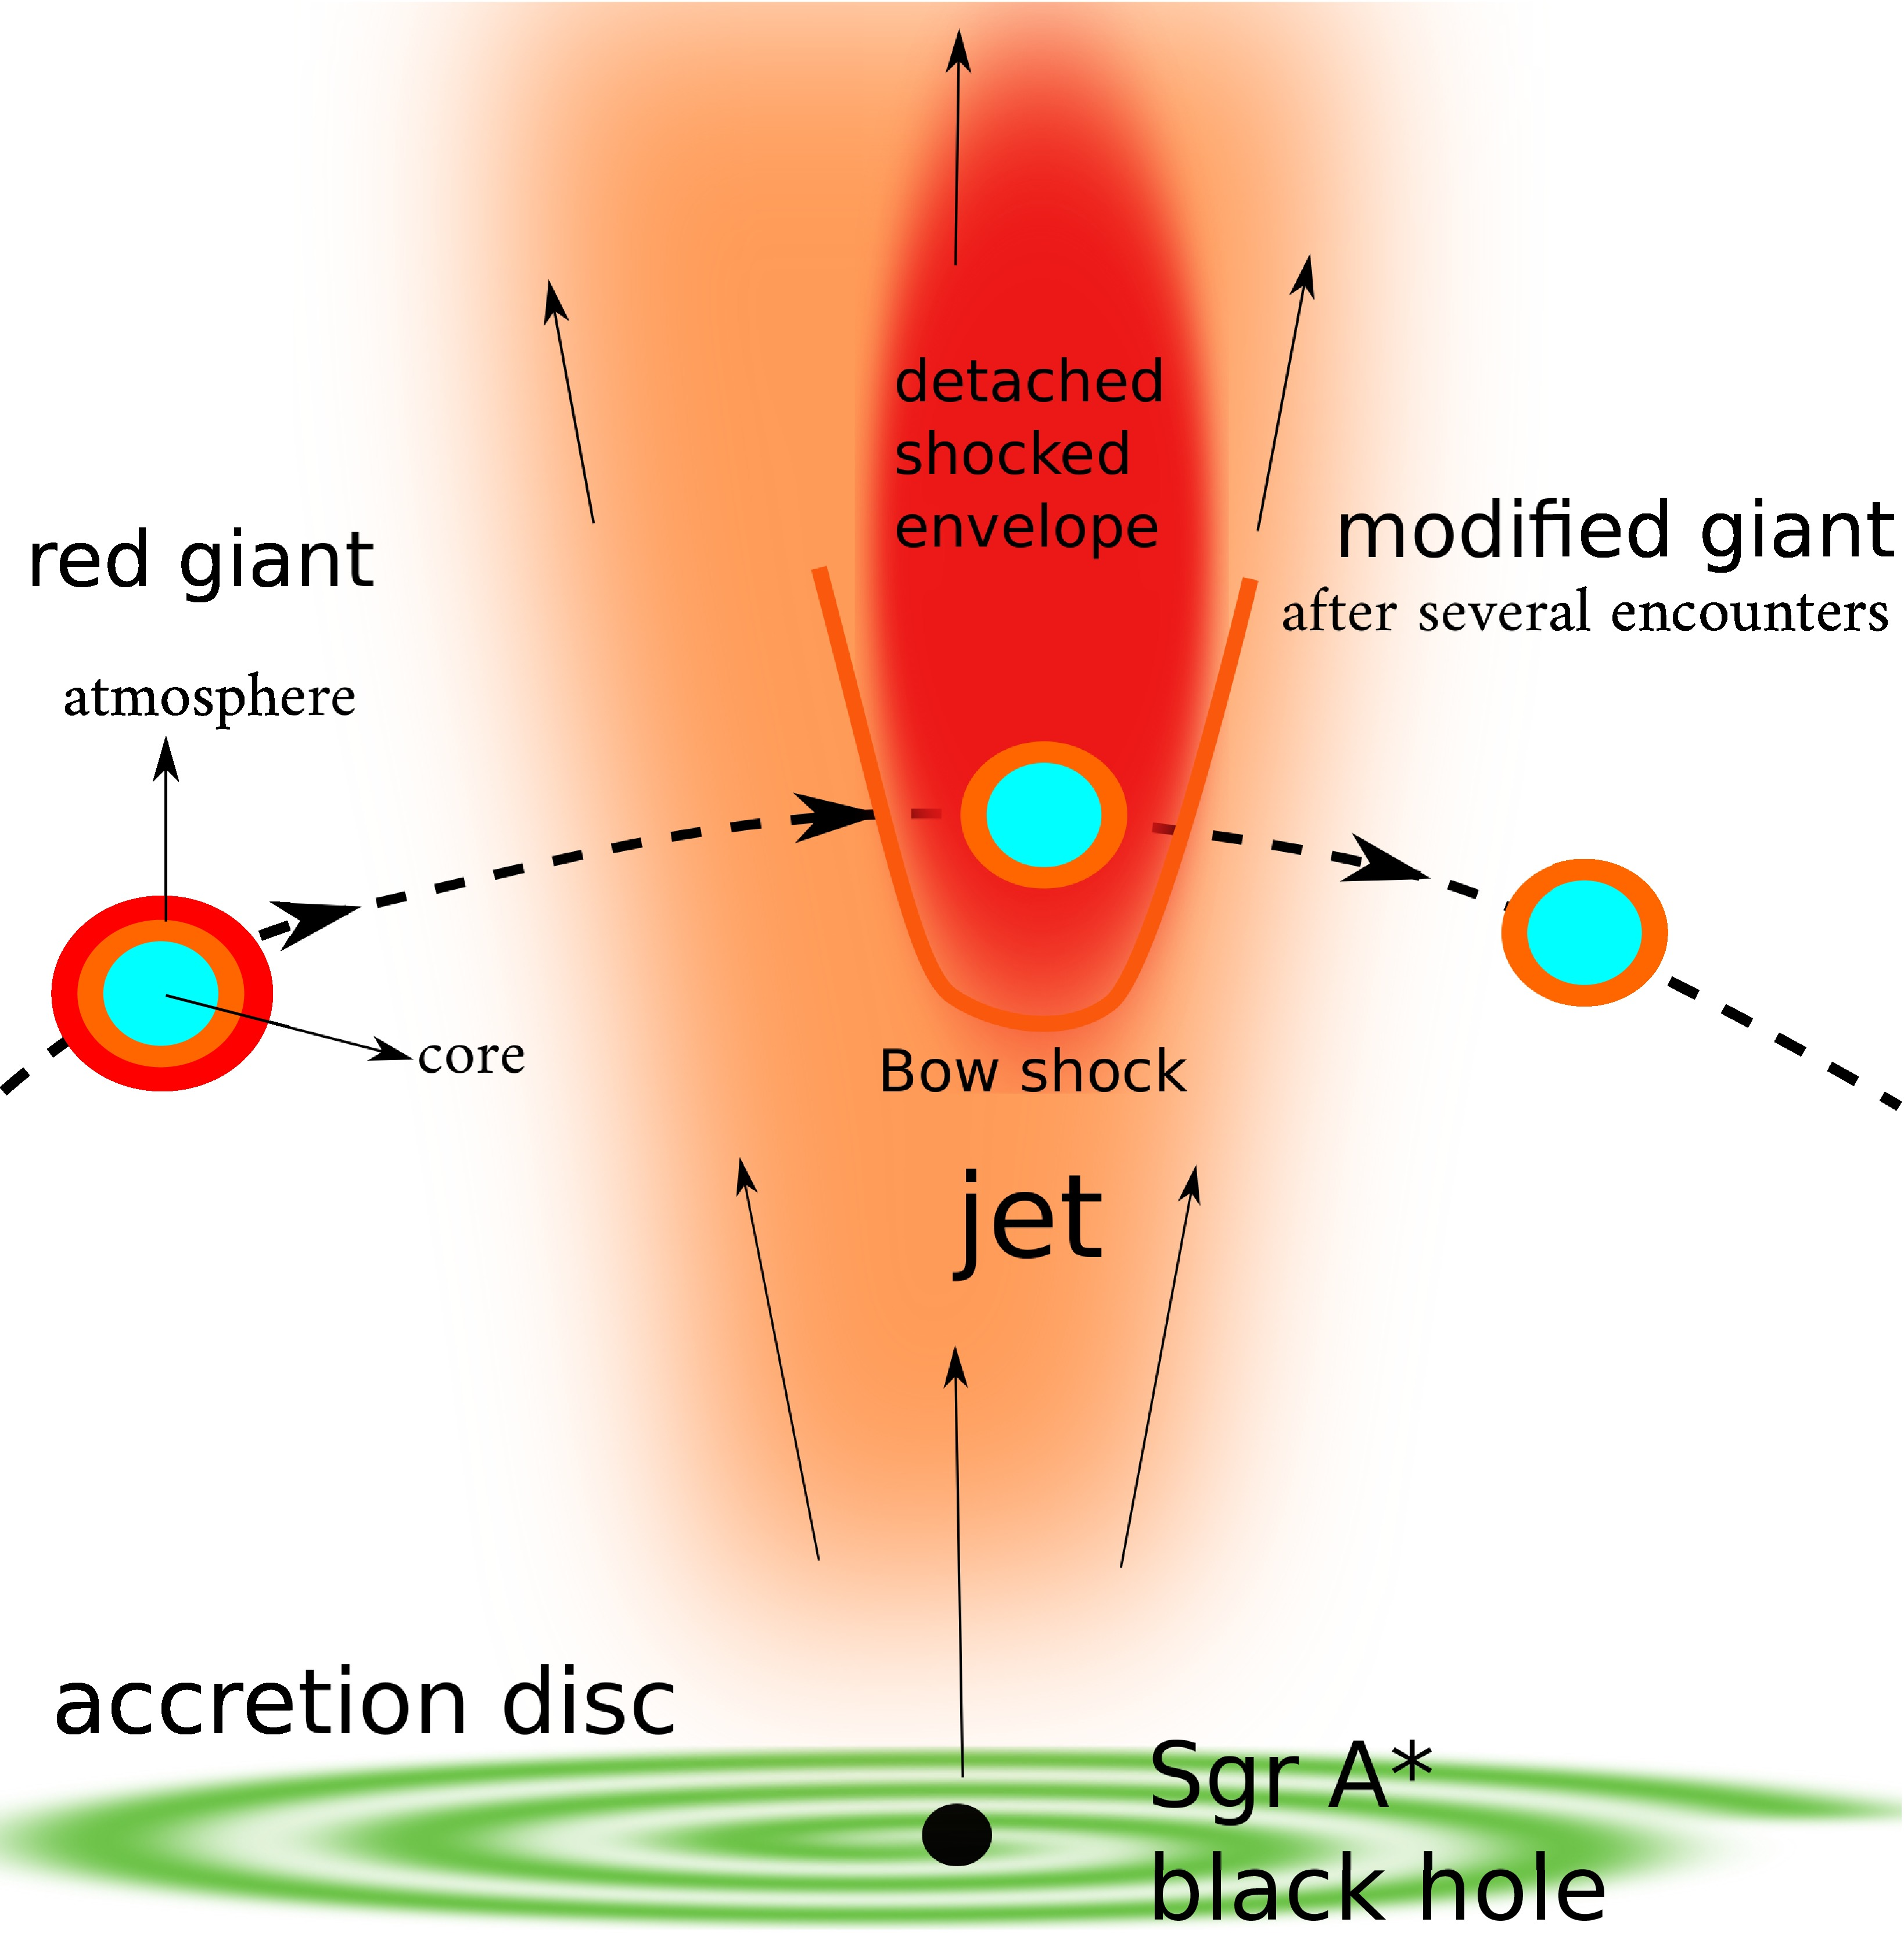 detached
shocked
envelope
red giant
modified giant
after several encounters
atmosphere
core
Bow shock
jet
accretion disc
Sgr A*
black hole